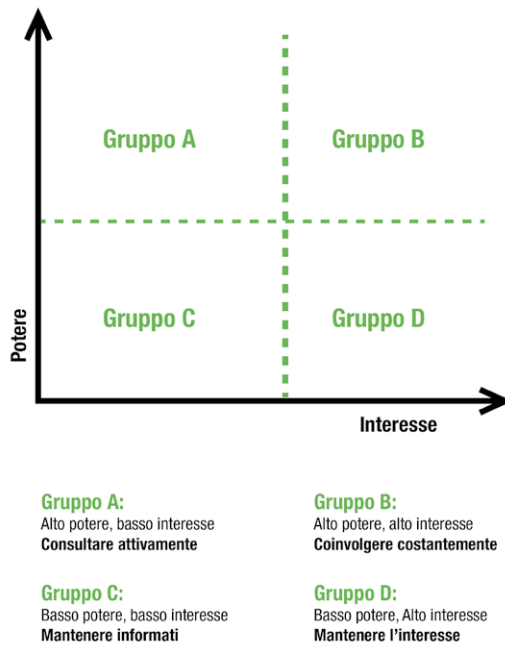 Gruppo A
Gruppo B
Gruppo C
Gruppo D
Potere
Interesse
Gruppo A:
Alto potere, basso interesse
Consultare attivamente
Gruppo B:
Alto potere, alto interesse
Coinvolgere costantemente
Gruppo C:
Basso potere, basso interesse
Mantenere informati
Gruppo D:
Basso potere, Alto interesse
Mantenere l’interesse